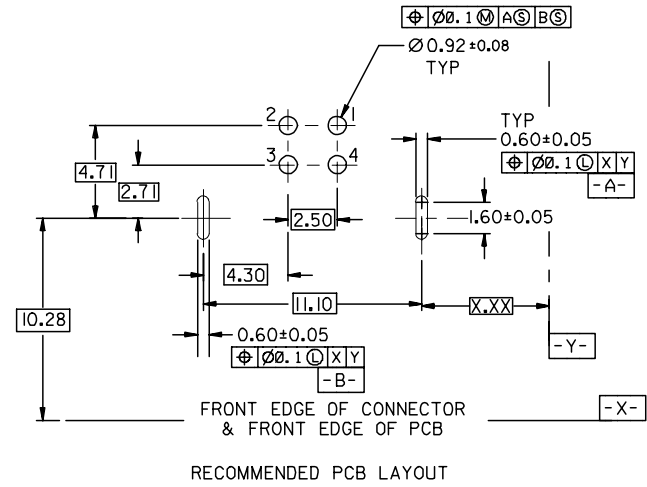 ⌖ Ø0.1 Ⓜ A Ⓢ B Ⓢ
Ø 0.92 ±0.08
TYP
2
1
3
4
TYP
0.60±0.05
⌖ Ø0.1 Ⓛ X Y
-A-
4.71
2.71
2.50
1.60±0.05
4.30
11.10
X.XX
10.28
0.60±0.05
⌖ Ø0.1 Ⓛ X Y
-B-
-Y-
-X-
FRONT EDGE OF CONNECTOR
& FRONT EDGE OF PCB
RECOMMENDED PCB LAYOUT